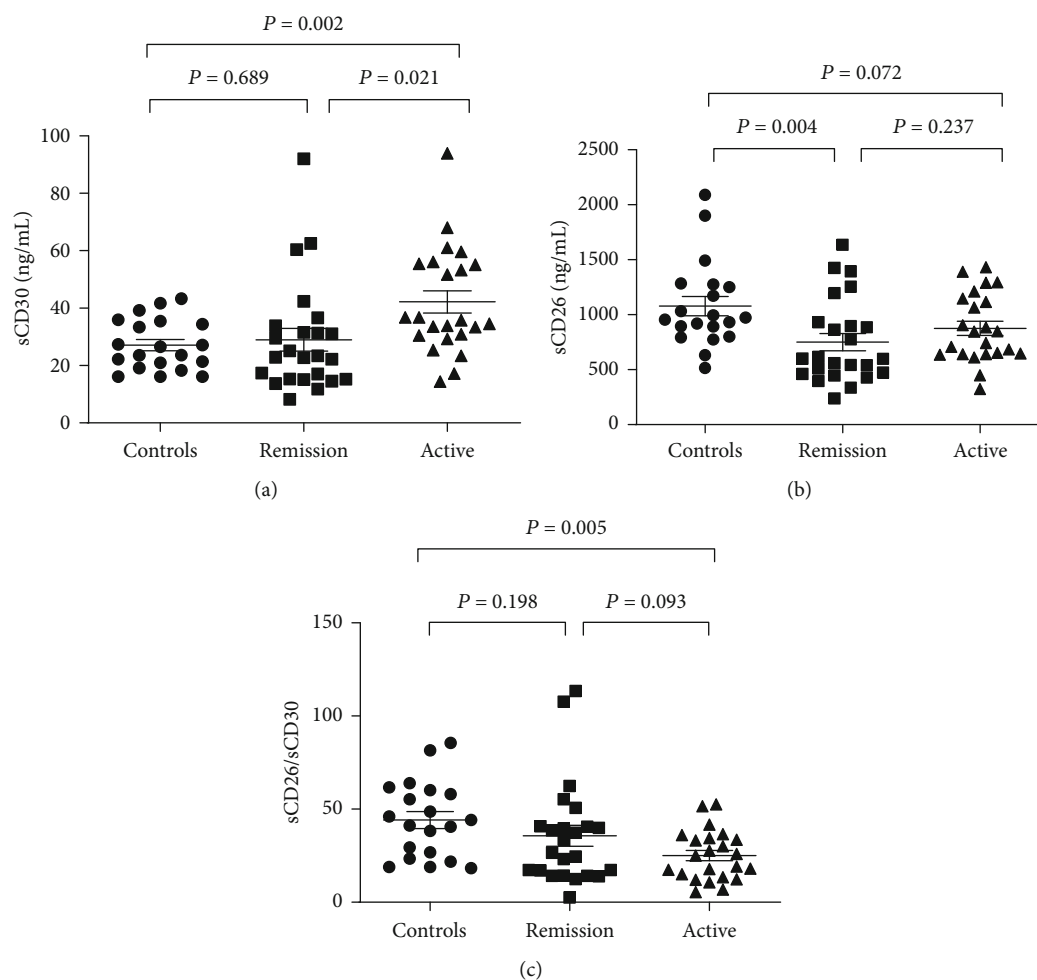 P = 0.002
P = 0.689 P = 0.021
100
80
60
40
20
0
sCD30 (ng/mL)
Controls Remission Active
(a)
P = 0.072
P = 0.004 P = 0.237
2500
2000
1500
1000
500
0
sCD26 (ng/mL)
Controls Remission Active
(b)
P = 0.005
P = 0.198 P = 0.093
150
100
50
0
sCD26/sCD30
Controls Remission Active
(c)